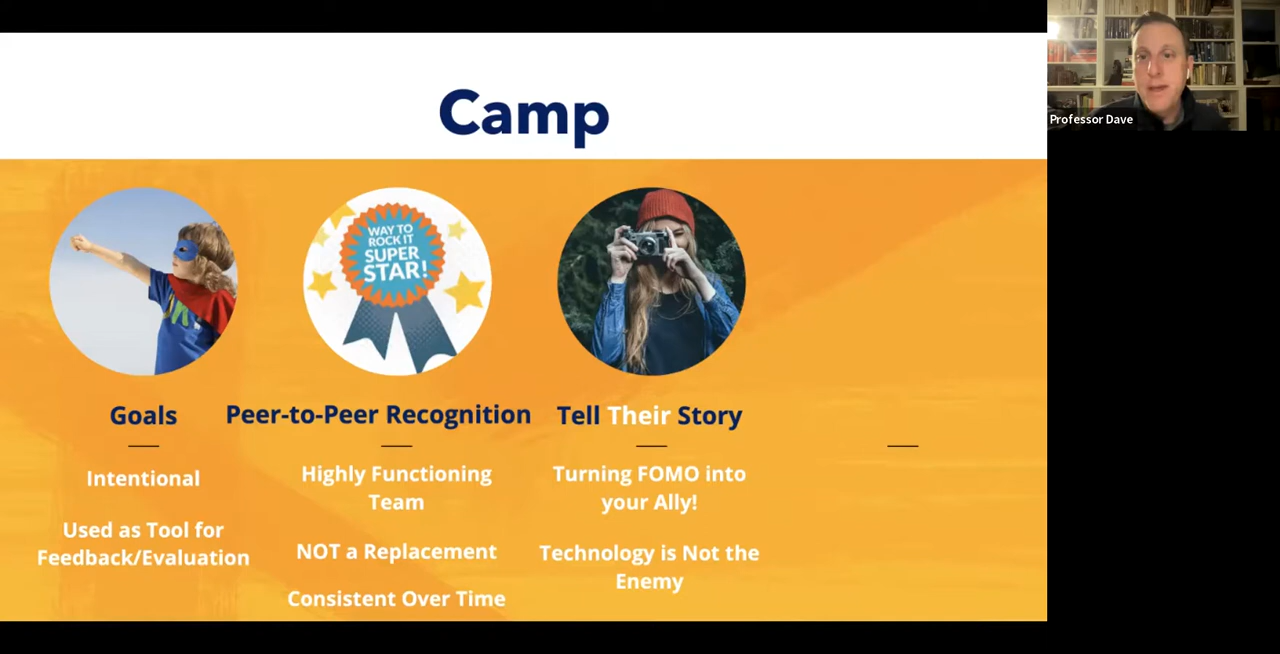 Camp
Professor Dave
WAY TO
ROCK IT
SUPER
STAR!
Goals
Intentional
Used as Tool for
Feedback/Evaluation
Peer-to-Peer Recognition
Highly Functioning
Team
NOT a Replacement
Consistent Over Time
Tell Their Story
Turning FOMO into
your Ally!
Technology is Not the
Enemy